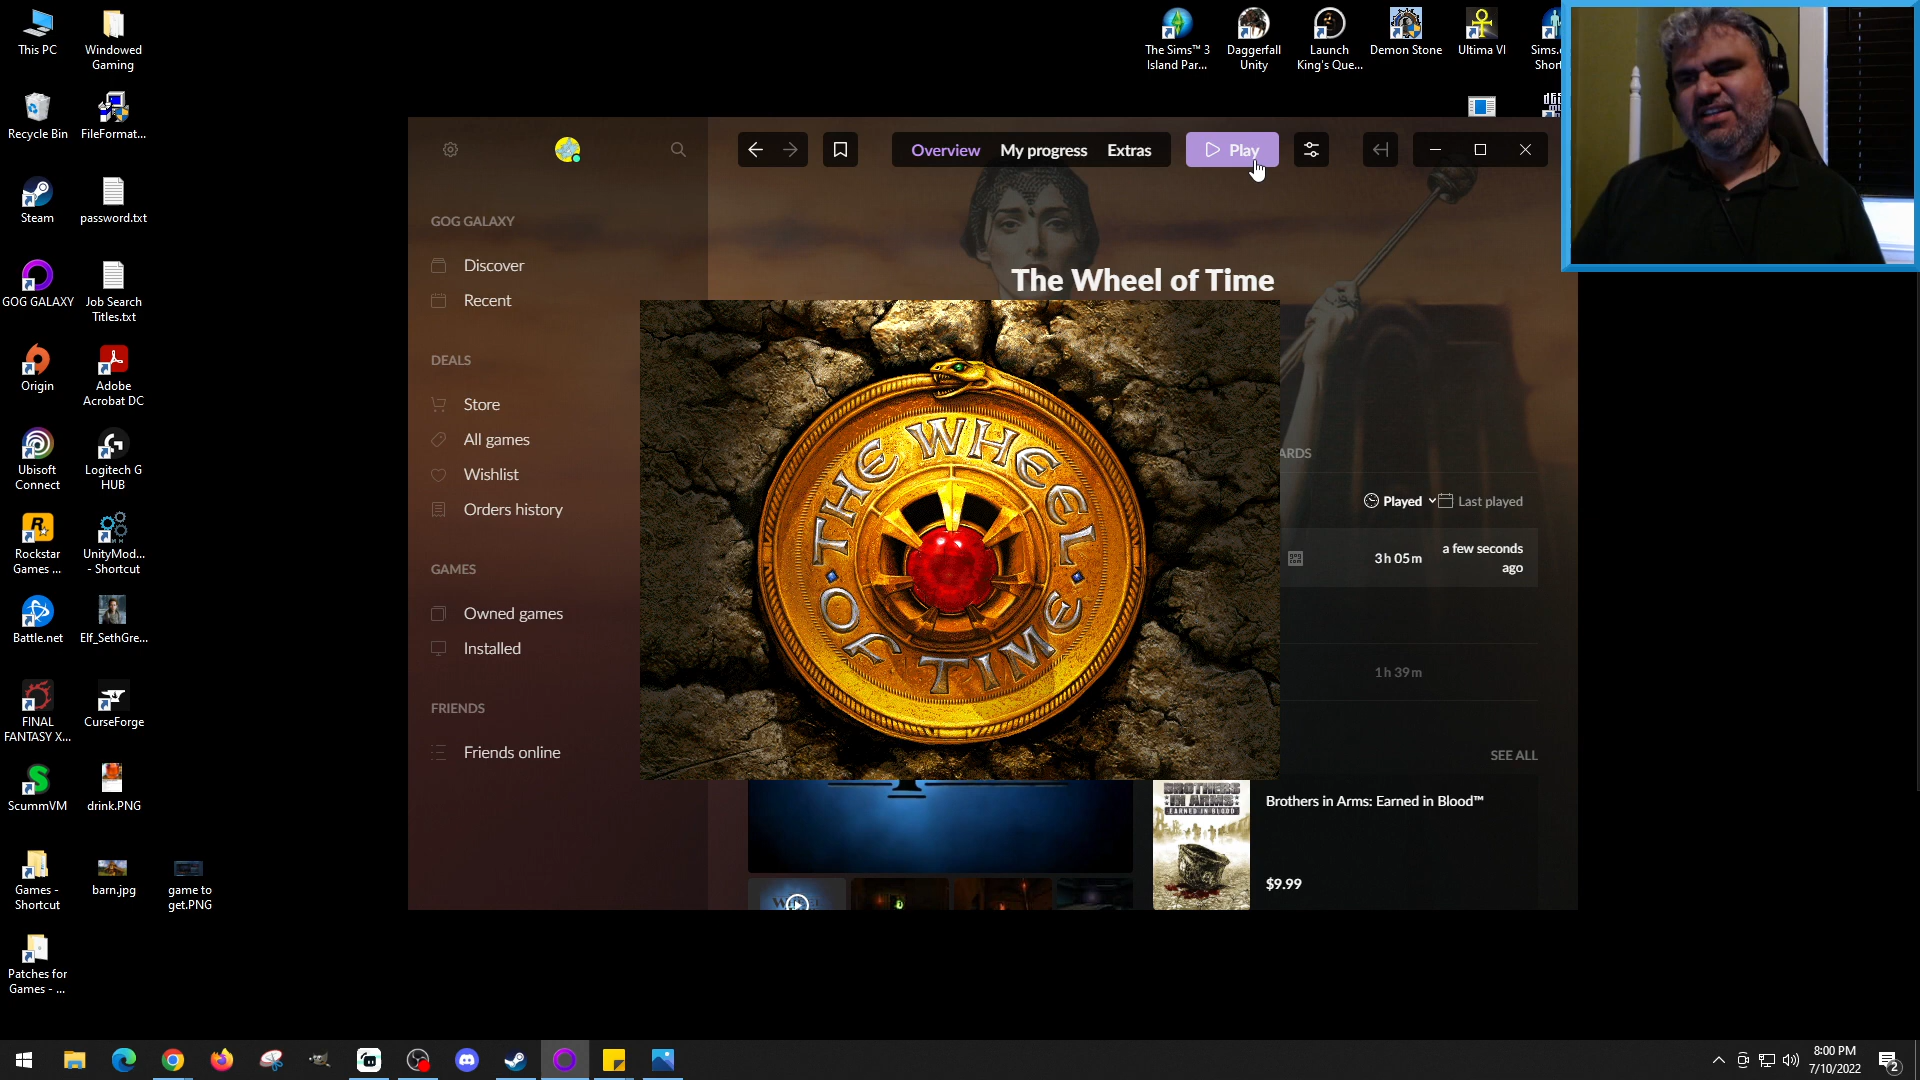 This PC
Windowed
Gaming
Recycle Bin
FileFormat...
Steam
password.txt
GOG GALAXY
Job Search
Titles.txt
Origin
Adobe
Acrobat DC
Ubisoft
Connect
Logitech G
HUB
Rockstar
Games ...
UnityMod...
- Shortcut
Battle.net
Elf_SethGre...
FINAL
FANTASY X...
CurseForge
ScummVM
drink.PNG
Games -
Shortcut
barn.jpg
game to
get.PNG
Patches for
Games - ...
The Sims™ 3
Island Par...
Daggerfall
Unity
Launch
King's Que...
Demon Stone
Ultima VI
Overview
My progress
Extras
Play
GOG GALAXY
Discover
Recent
DEALS
Store
All games
Wishlist
Orders history
GAMES
Owned games
Installed
FRIENDS
Friends online
The Wheel of Time
THE WHEEL
OF TIME
Played
Last played
3h 05m
a few seconds
ago
1h 39m
SEE ALL
BROTHERS
IN ARMS
EARNED IN BLOOD
Brothers in Arms: Earned in Blood™
$9.99
8:00 PM
7/10/2022
2